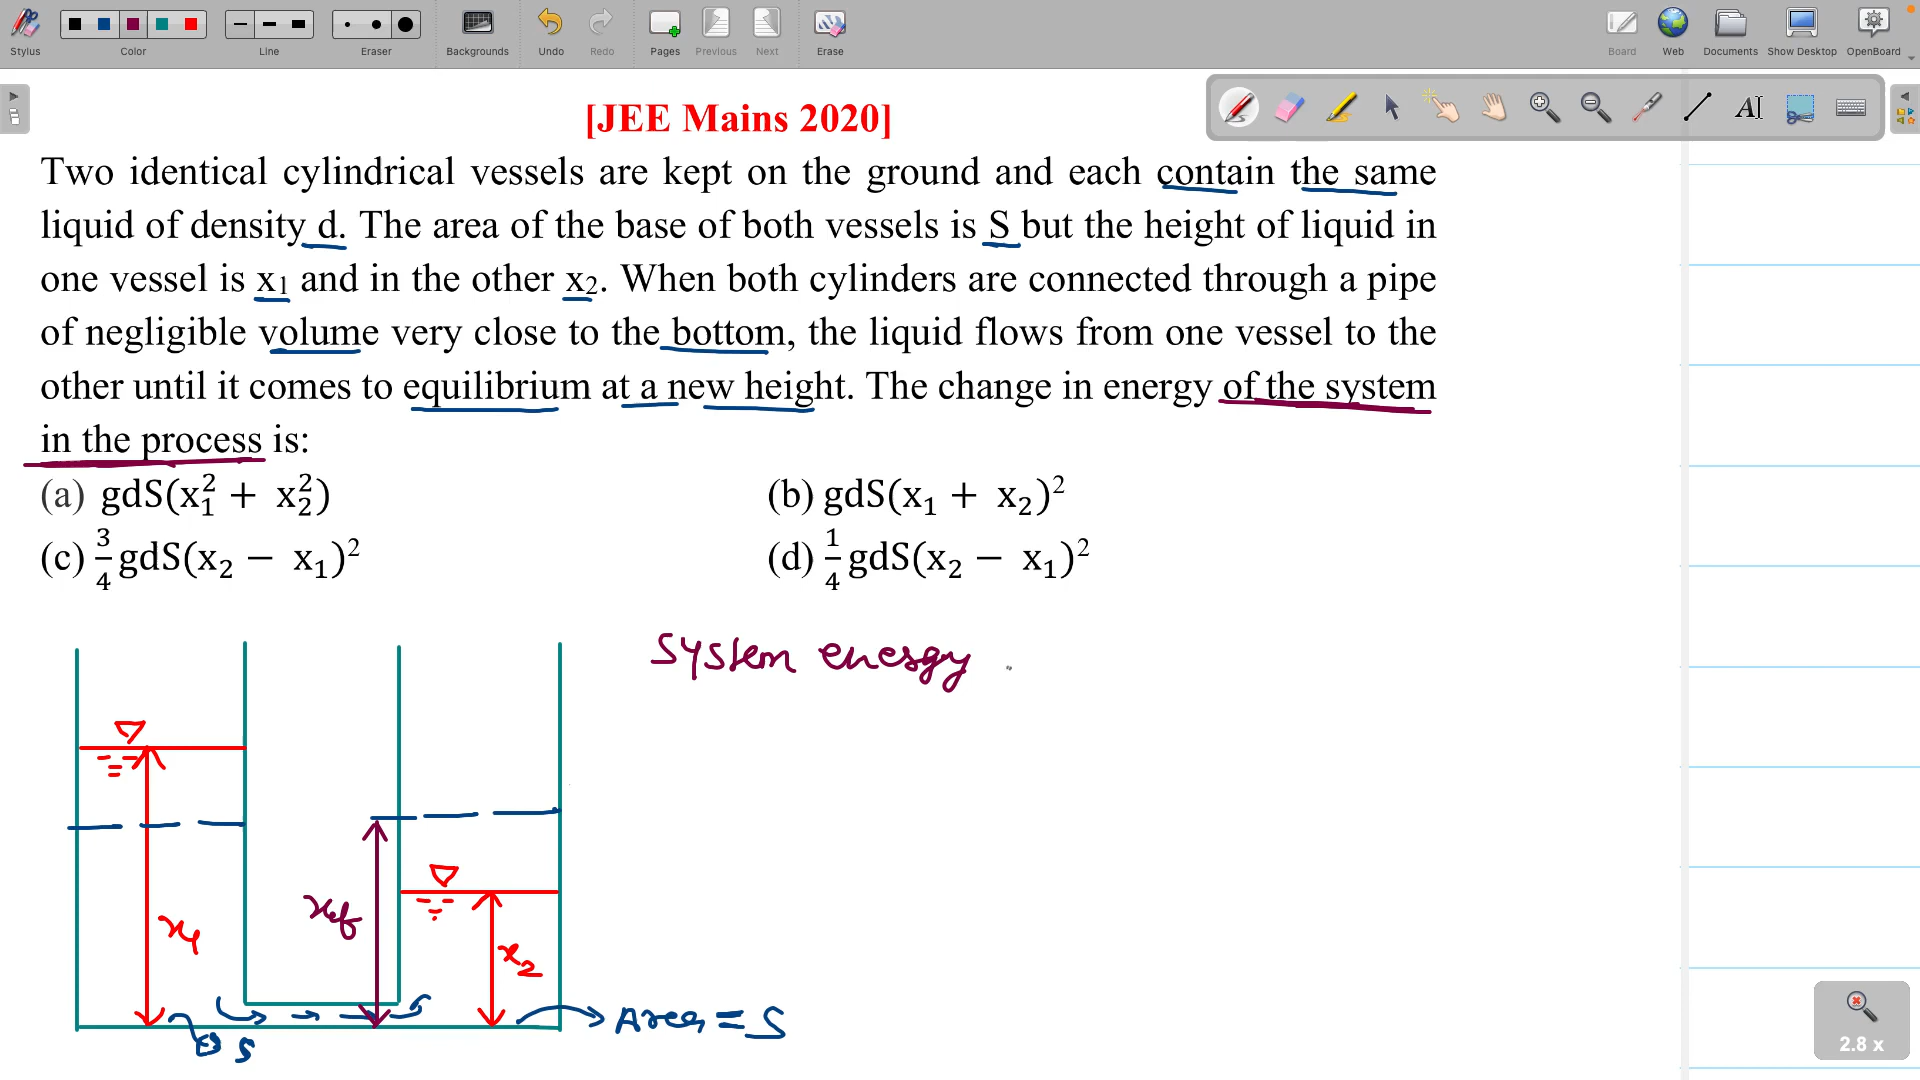 Stylus
Color
Line
Eraser
Backgrounds
Undo
Redo
Pages
Previous
Next
Erase
Board
Web
Documents
Show Desktop
OpenBoard
[JEE Mains 2020]
Two identical cylindrical vessels are kept on the ground and each contain the same
liquid of density d. The area of the base of both vessels is S but the height of liquid in
one vessel is x₁ and in the other x₂. When both cylinders are connected through a pipe
of negligible volume very close to the bottom, the liquid flows from one vessel to the
other until it comes to equilibrium at a new height. The change in energy of the system
in the process is:
(a) gdS(x₁² + x₂²)
(b) gdS(x₁ + x₂)²
(c) 3/4 gdS(x₂ − x₁)²
(d) 1/4 gdS(x₂ − x₁)²
System energy
x₁
xf
x₂
Area = S
S
2.8 x